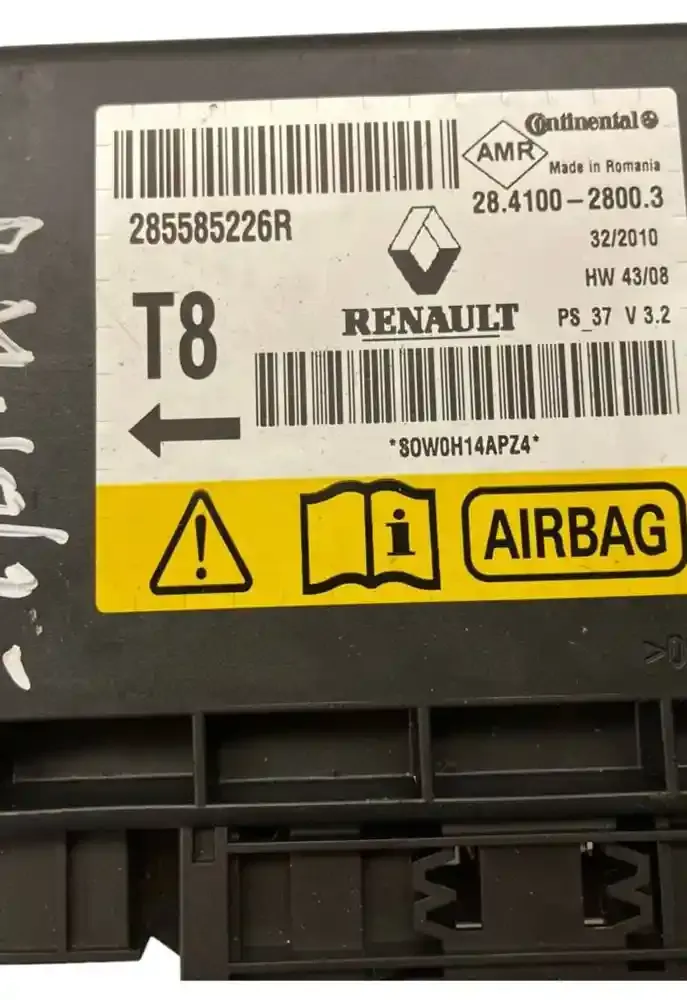 Continental
AMR
Made in Romania
285585226R
28.4100-2800.3
32/2010
HW 43/08
T8
RENAULT
PS_37 V 3.2
*S0W0H14APZ4*
AIRBAG